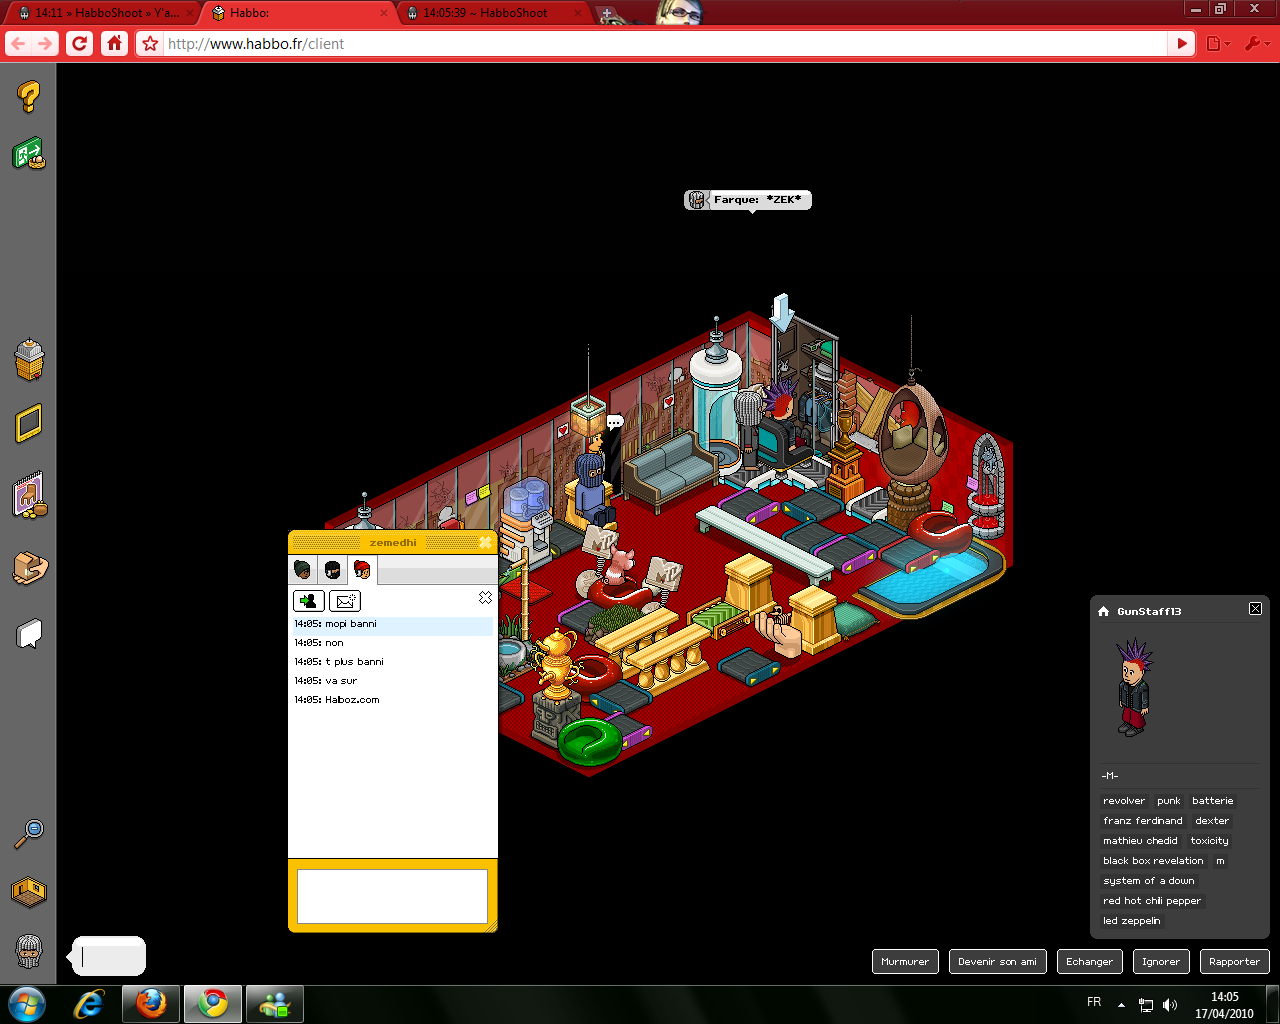 14:11 » HabboShoot » Y'a...
Habbo:
14:05:39 ~ HabboShoot
http://www.habbo.fr/client
Farque: *ZEK*
MTV
MTV
zemedhi
14:05: mopi banni
14:05: non
14:05: t plus banni
14:05: va sur
14:05: Halboz.com
GunStaff13
-M-
revolver punk batterie
franz ferdinand dexter
mathieu chedid toxicity
black box revelation m
system of a down
red hot chili pepper
led zeppelin
Murmurer Devenir son ami Echanger Ignorer Rapporter
FR
14:05
17/04/2010